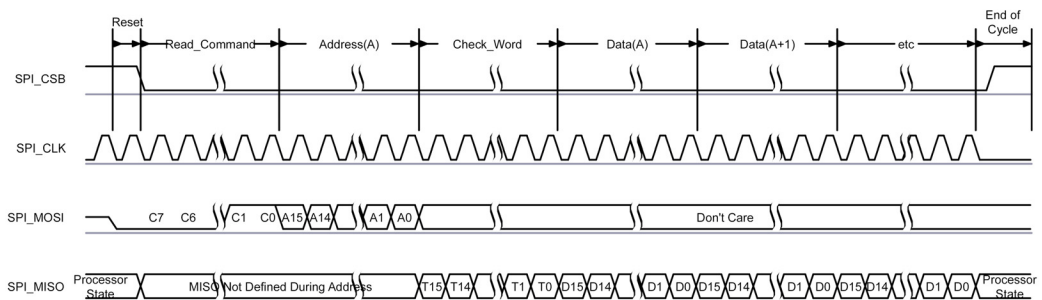 Reset
End of
Cycle
Read_Command
Address(A)
Check_Word
Data(A)
Data(A+1)
etc
SPI_CSB
SPI_CLK
SPI_MOSI
C7 C6 C1 C0 A15 A14 A1 A0 Don't Care
SPI_MISO
Processor
State
MISO Not Defined During Address
T15 T14 T1 T0 D15 D14 D1 D0 D15 D14 D1 D0 D15 D14 D1 D0
Processor
State